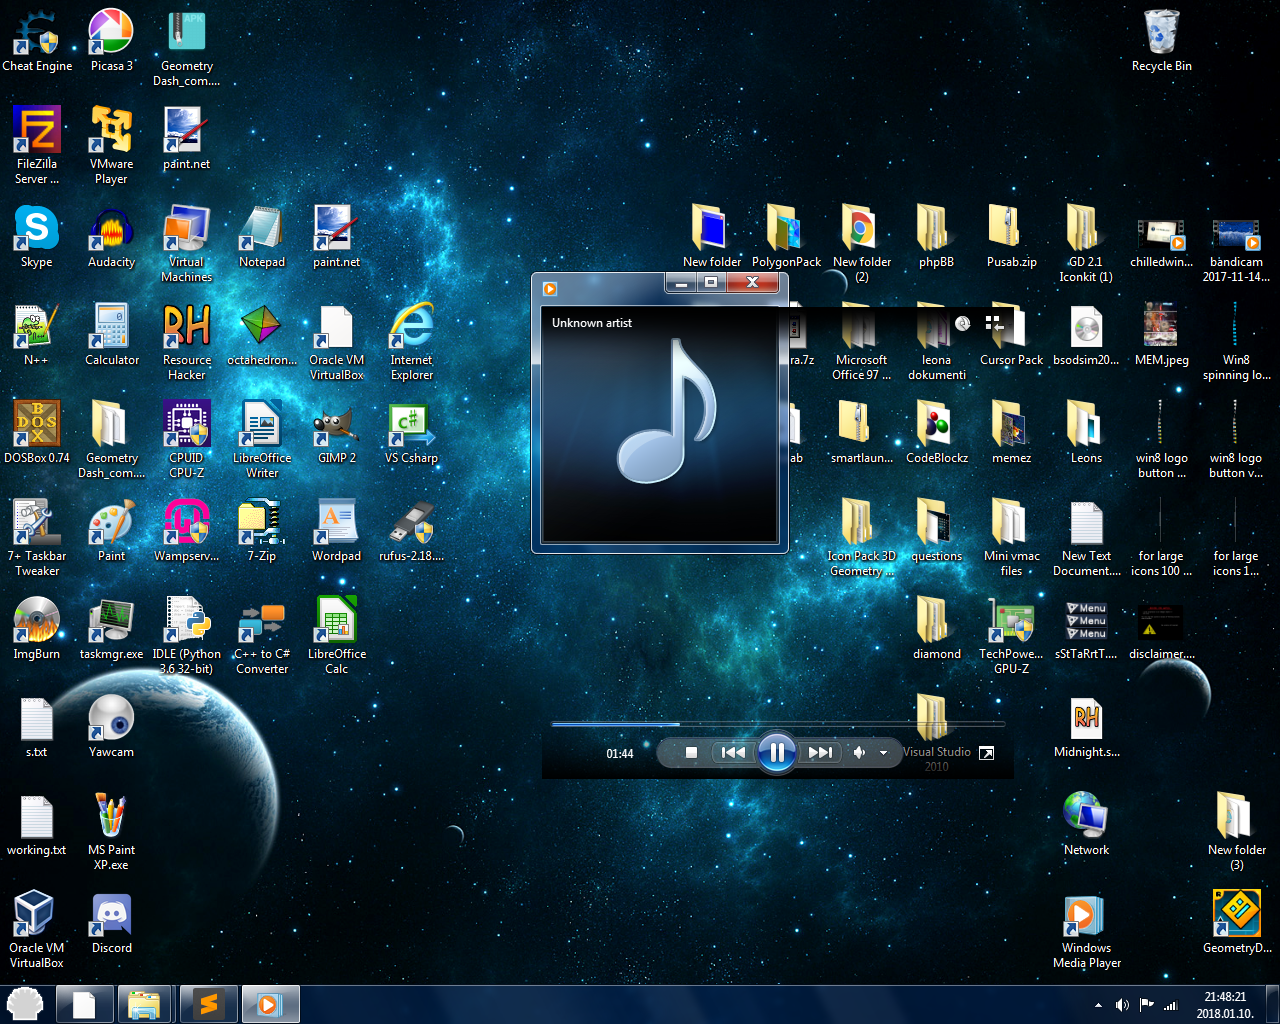 Cheat Engine
Picasa 3
Geometry
Dash_com....
Recycle Bin
FileZilla
Server ...
VMware
Player
paint.net
Skype
Audacity
Virtual
Machines
Notepad
paint.net
New folder
PolygonPack
New folder
(2)
phpBB
Pusab.zip
GD 2.1
Iconkit (1)
chilledwin...
bandicam
2017-11-14...
N++
Calculator
Resource
Hacker
octahedron...
Oracle VM
VirtualBox
Internet
Explorer
Unknown artist
ra.7z
Microsoft
Office 97 ...
leona
dokumenti
Cursor Pack
bsodsim20...
MEM.jpeg
Win8
spinning lo...
DOSBox 0.74
Geometry
Dash_com....
CPUID
CPU-Z
LibreOffice
Writer
GIMP 2
VS Csharp
ab
smartlaun...
CodeBlockz
memez
Leons
win8 logo
button ...
win8 logo
button v...
7+ Taskbar
Tweaker
Paint
Wampserv...
7-Zip
Wordpad
rufus-2.18....
Icon Pack 3D
Geometry ...
questions
Mini vmac
files
New Text
Document....
for large
icons 100 ...
for large
icons 1...
ImgBurn
taskmgr.exe
IDLE (Python
3.6 32-bit)
C++ to C#
Converter
LibreOffice
Calc
diamond
TechPowe...
GPU-Z
Menu
Menu
Menu
sStTaRrtT....
disclaimer....
s.txt
Yawcam
01:44
Visual Studio
2010
Midnight.s...
working.txt
MS Paint
XP.exe
Network
New folder
(3)
Oracle VM
VirtualBox
Discord
Windows
Media Player
GeometryD...
21:48:21
2018.01.10.